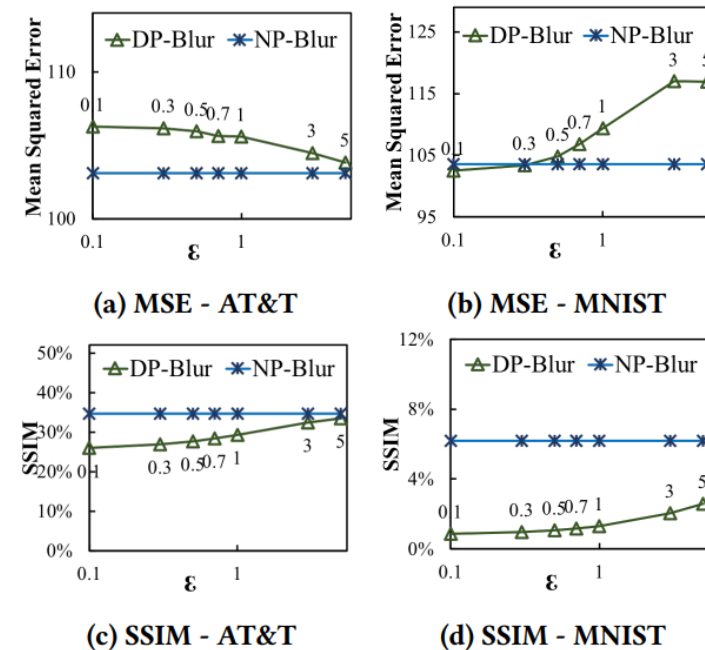 DP-Blur NP-Blur
Mean Squared Error
110
100
0.1 0.3 0.5 0.7 1 3 5
0.1 1
ε
(a) MSE - AT&T
DP-Blur NP-Blur
Mean Squared Error
125
115
105
95
0.1 0.3 0.5 0.7 1 3 5
0.1 1
ε
(b) MSE - MNIST
DP-Blur NP-Blur
SSIM
50%
40%
30%
20%
10%
0%
0.1 0.3 0.5 0.7 1 3 5
0.1 1
ε
(c) SSIM - AT&T
DP-Blur NP-Blur
SSIM
12%
8%
4%
0%
0.1 0.3 0.5 0.7 1 3 5
0.1 1
ε
(d) SSIM - MNIST